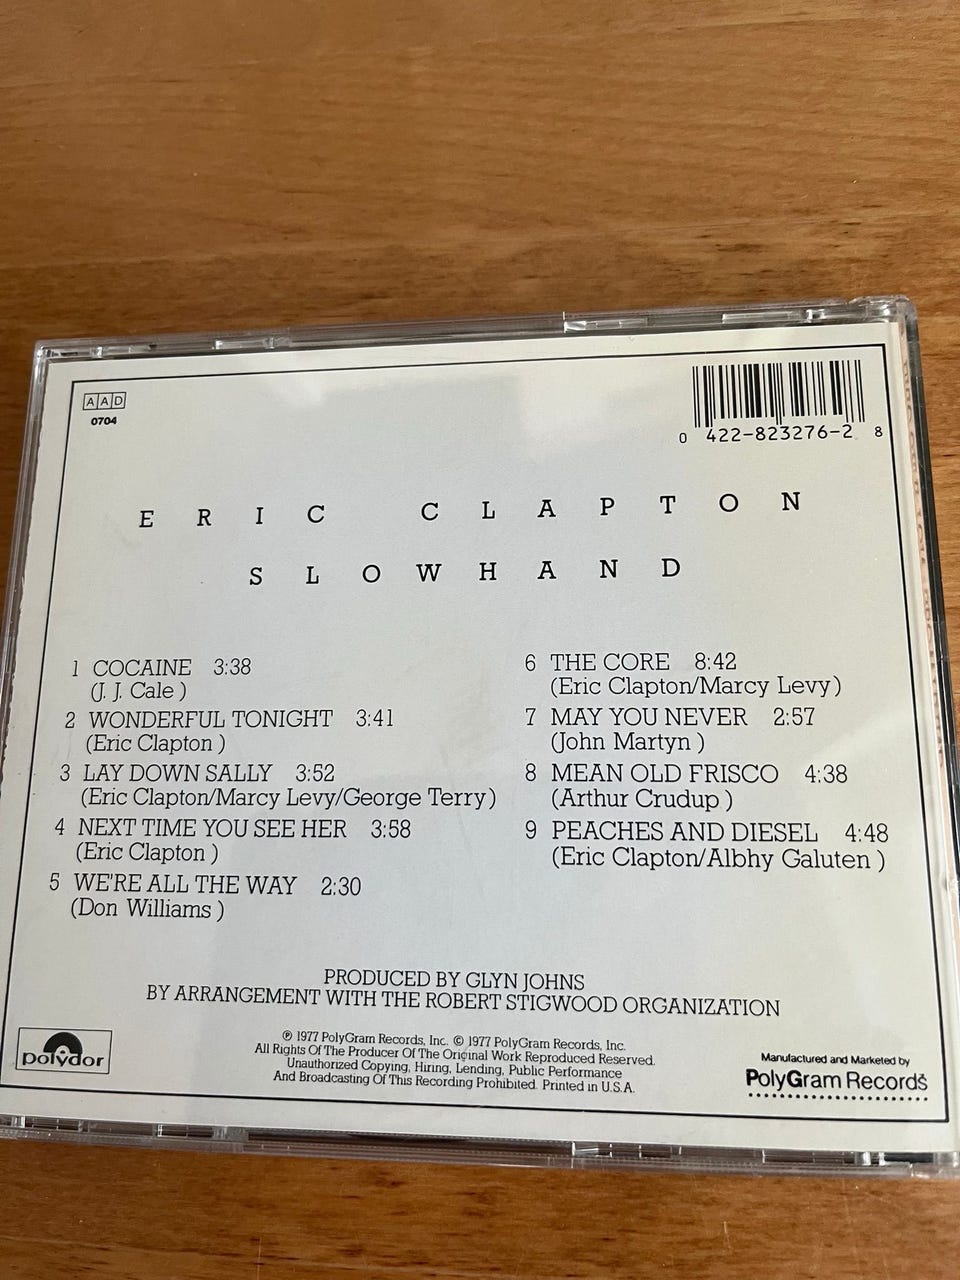 AAD
0704
0 422-823276-2 8
ERIC CLAPTON
SLOWHAND
1 COCAINE 3:38
(J. J. Cale )
2 WONDERFUL TONIGHT 3:41
(Eric Clapton )
3 LAY DOWN SALLY 3:52
(Eric Clapton/Marcy Levy/George Terry)
4 NEXT TIME YOU SEE HER 3:58
(Eric Clapton )
5 WE'RE ALL THE WAY 2:30
(Don Williams )
6 THE CORE 8:42
(Eric Clapton/Marcy Levy)
7 MAY YOU NEVER 2:57
(John Martyn )
8 MEAN OLD FRISCO 4:38
(Arthur Crudup )
9 PEACHES AND DIESEL 4:48
(Eric Clapton/Albhy Galuten )
PRODUCED BY GLYN JOHNS
BY ARRANGEMENT WITH THE ROBERT STIGWOOD ORGANIZATION
polydor
℗ 1977 PolyGram Records, Inc. © 1977 PolyGram Records, Inc.
All Rights Of The Producer Of The Original Work Reproduced Reserved.
Unauthorized Copying, Hiring, Lending, Public Performance
And Broadcasting Of This Recording Prohibited. Printed in U.S.A.
Manufactured and Marketed by
PolyGram Records